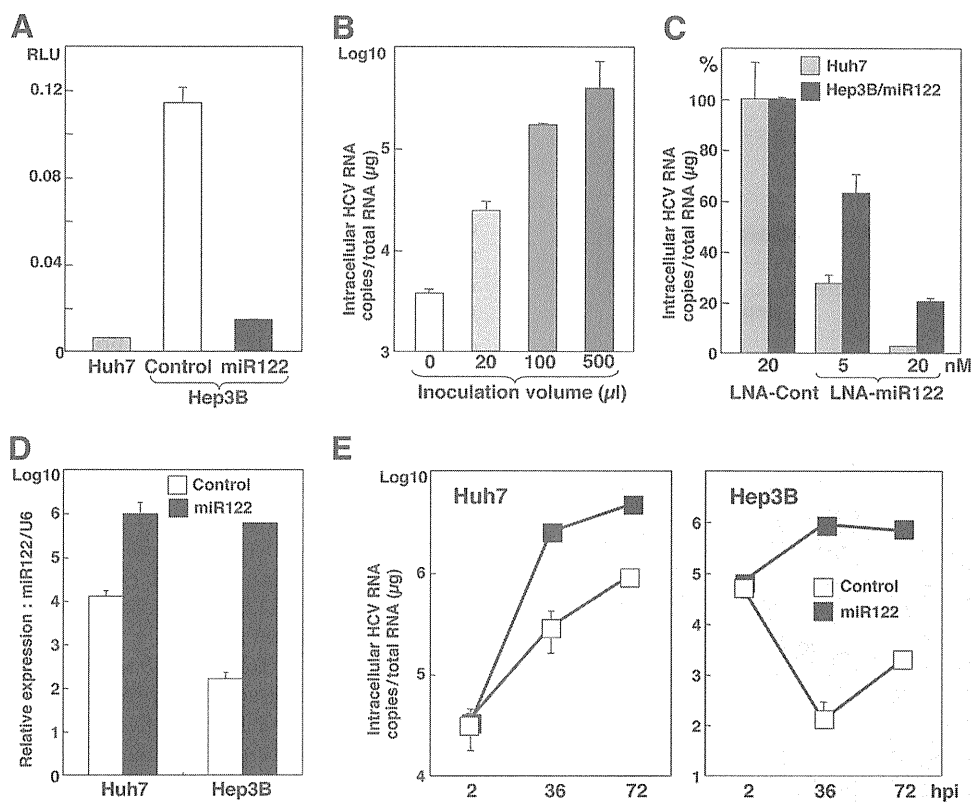 A
RLU
0.12
0.08
0.04
0
Huh7 Control miR122
Hep3B
B
Log10
5
4
3
Intracellular HCV RNA
copies/total RNA (µg)
0 20 100 500
Inoculation volume (µl)
C
%
100
80
60
40
20
0
Intracellular HCV RNA
copies/total RNA (µg)
Huh7
Hep3B/miR122
20 5 20 nM
LNA-Cont LNA-miR122
D
Log10
6
5
4
3
2
1
0
Relative expression : miR122/U6
Control
miR122
Huh7 Hep3B
E
Log10
6
5
4
Intracellular HCV RNA
copies/total RNA (µg)
Huh7
2 36 72
Hep3B
6
5
4
3
2
1
Control
miR122
2 36 72 hpi